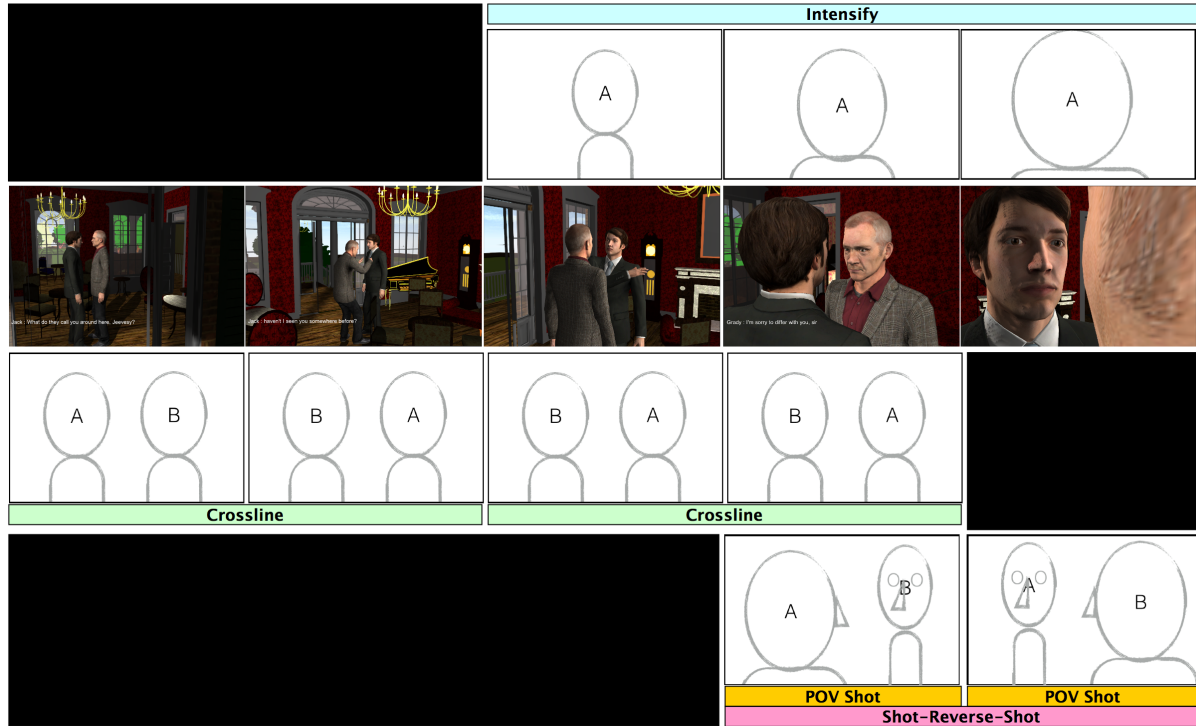 Intensify
A
A
A
Jack : What do they call you around here, Jeevesy?
Jack : haven't I seen you somewhere before?
Grady : I'm sorry to differ with you, sir
A B
B A
B A
B A
Crossline
Crossline
A B
A B
POV Shot
POV Shot
Shot-Reverse-Shot